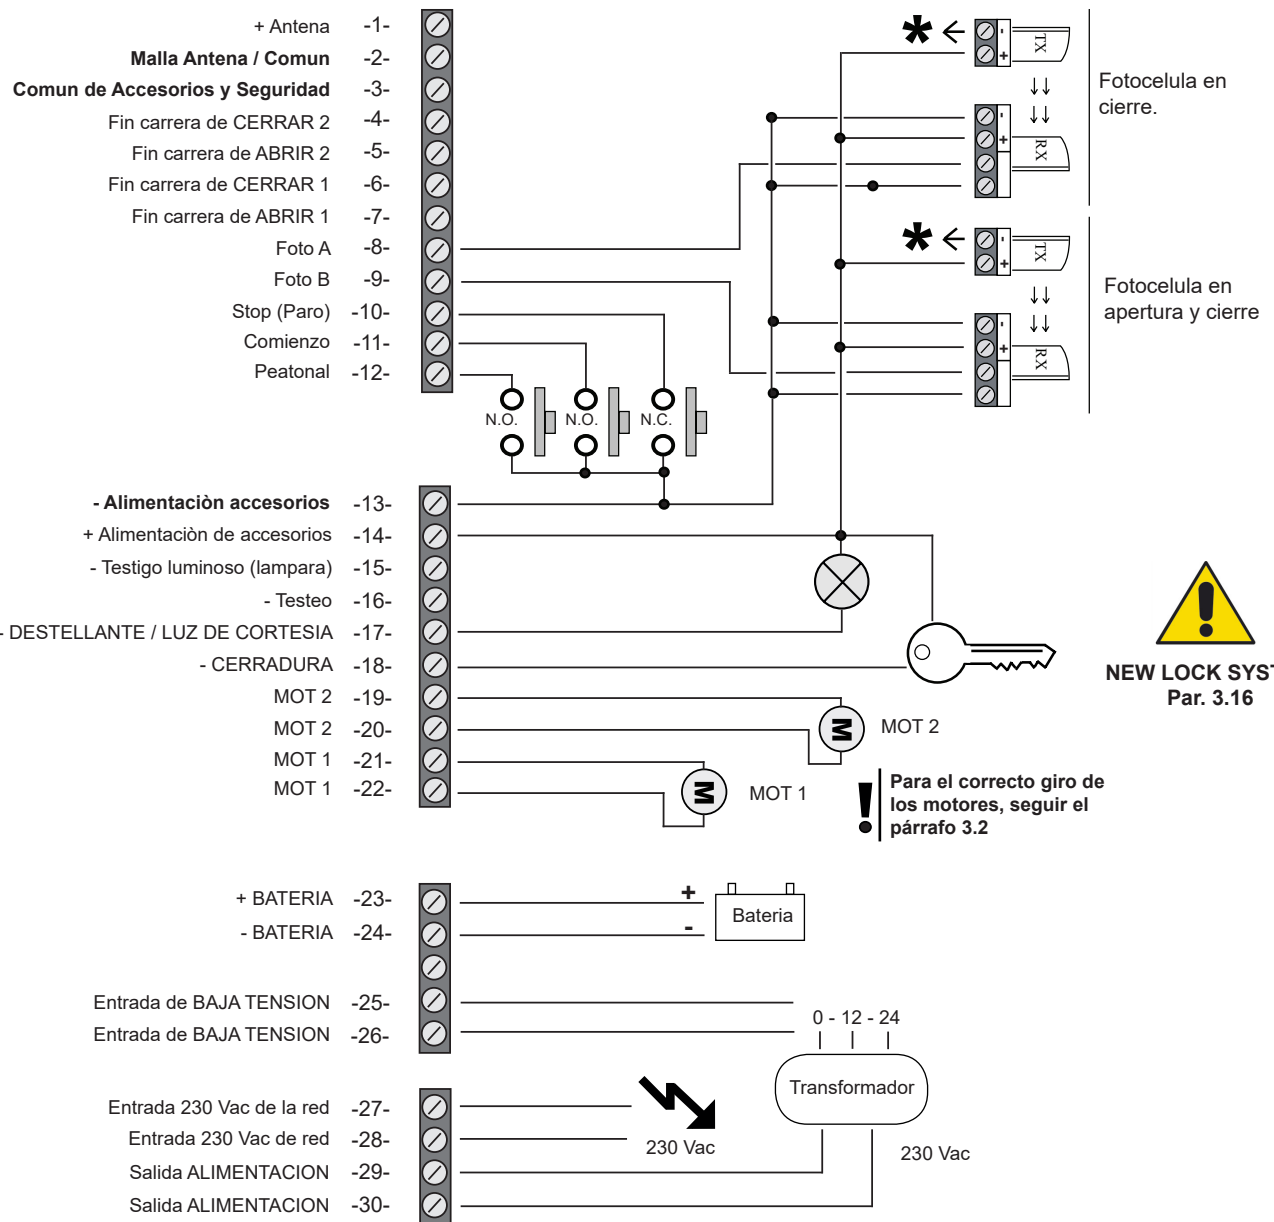 + Antena -1-
Malla Antena / Comun -2-
Comun de Accesorios y Seguridad -3-
Fin carrera de CERRAR 2 -4-
Fin carrera de ABRIR 2 -5-
Fin carrera de CERRAR 1 -6-
Fin carrera de ABRIR 1 -7-
Foto A -8-
Foto B -9-
Stop (Paro) -10-
Comienzo -11-
Peatonal -12-
N.O. N.O. N.C.
* - + TX
- + RX
Fotocelula en
cierre.
* - + TX
- + RX
Fotocelula en
apertura y cierre
- Alimentaciòn accesorios -13-
+ Alimentaciòn de accesorios -14-
- Testigo luminoso (lampara) -15-
- Testeo -16-
- DESTELLANTE / LUZ DE CORTESIA -17-
- CERRADURA -18-
MOT 2 -19-
MOT 2 -20-
MOT 1 -21-
MOT 1 -22-
M MOT 2
M MOT 1
NEW LOCK SYST
Par. 3.16
! Para el correcto giro de
los motores, seguir el
párrafo 3.2
+ BATERIA -23-
- BATERIA -24-
+
-
Bateria
Entrada de BAJA TENSION -25-
Entrada de BAJA TENSION -26-
0 - 12 - 24
Transformador
Entrada 230 Vac de la red -27-
Entrada 230 Vac de red -28-
Salida ALIMENTACION -29-
Salida ALIMENTACION -30-
230 Vac
230 Vac